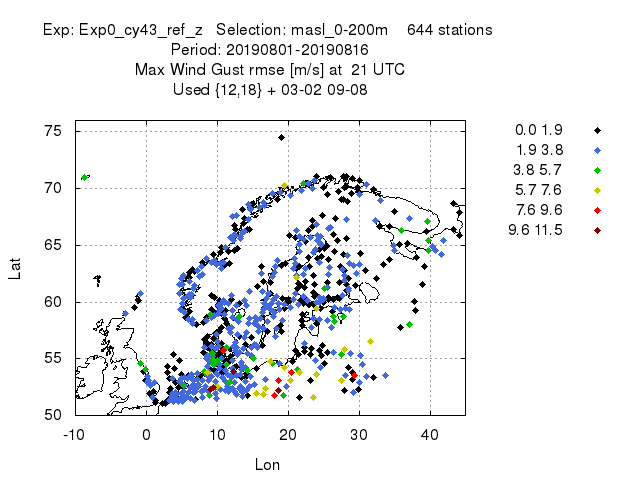 Exp: Exp0_cy43_ref_z   Selection: masl_0-200m    644 stations
Period: 20190801-20190816
Max Wind Gust rmse [m/s] at  21 UTC
Used {12,18} + 03-02 09-08
75
70
65
60
55
50
Lat
-10 0 10 20 30 40
Lon
0.0 1.9
1.9 3.8
3.8 5.7
5.7 7.6
7.6 9.6
9.6 11.5